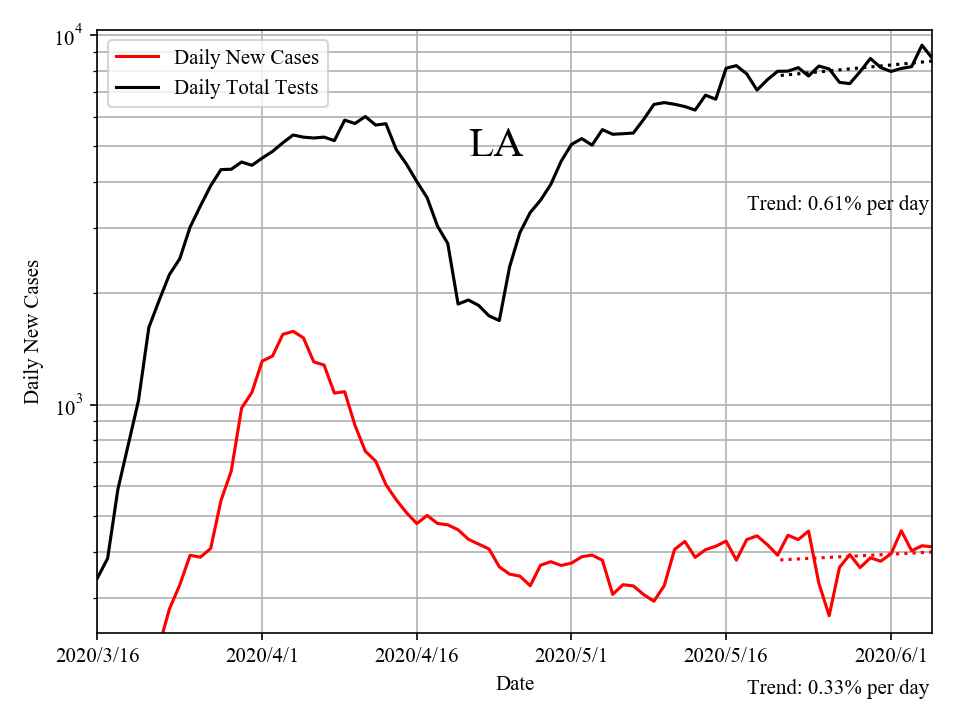 10^4
Daily New Cases
Daily Total Tests
LA
Trend: 0.61% per day
Daily New Cases
10^3
2020/3/16
2020/4/1
2020/4/16
2020/5/1
2020/5/16
2020/6/1
Date
Trend: 0.33% per day